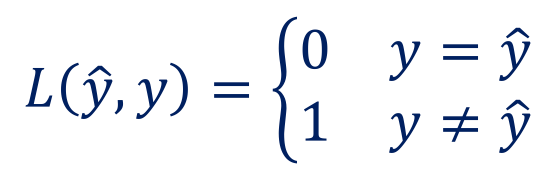 L(ŷ, y) = {0 y = ŷ
1 y ≠ ŷ